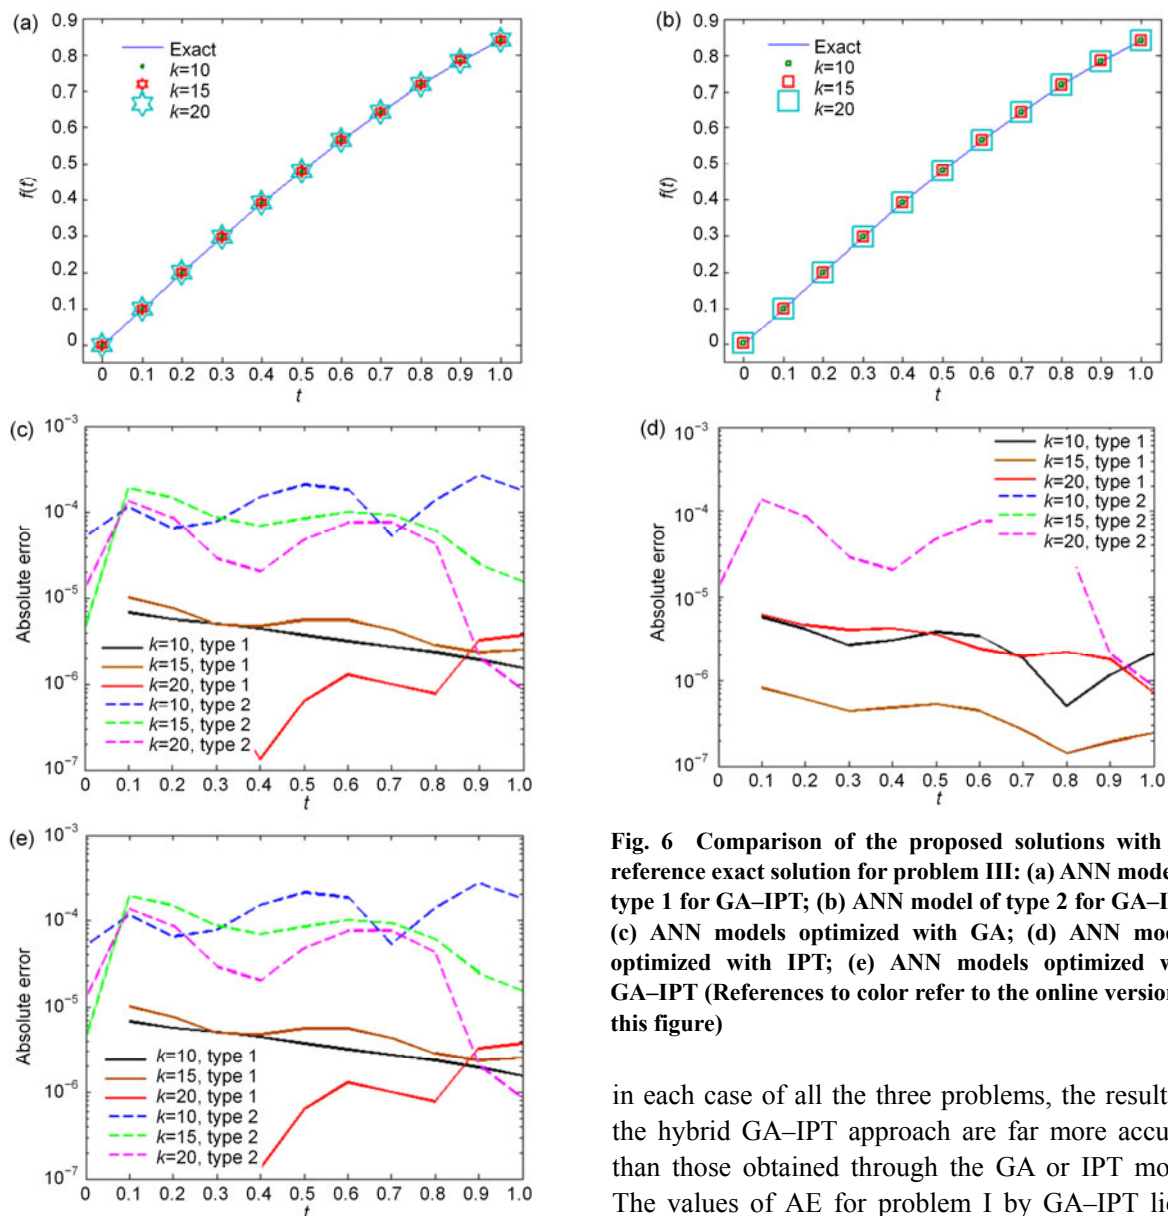 (a)
0.9
0.8
0.7
0.6
0.5
0.4
0.3
0.2
0.1
0
f(t)
Exact
k=10
k=15
k=20
0 0.1 0.2 0.3 0.4 0.5 0.6 0.7 0.8 0.9 1.0
t
(b)
0.9
0.8
0.7
0.6
0.5
0.4
0.3
0.2
0.1
0
f(t)
Exact
k=10
k=15
k=20
0 0.1 0.2 0.3 0.4 0.5 0.6 0.7 0.8 0.9 1.0
t
(c)
10⁻³
10⁻⁴
10⁻⁵
10⁻⁶
10⁻⁷
Absolute error
k=10, type 1
k=15, type 1
k=20, type 1
k=10, type 2
k=15, type 2
k=20, type 2
0 0.1 0.2 0.3 0.4 0.5 0.6 0.7 0.8 0.9 1.0
t
(d)
10⁻³
10⁻⁴
10⁻⁵
10⁻⁶
10⁻⁷
Absolute error
k=10, type 1
k=15, type 1
k=20, type 1
k=10, type 2
k=15, type 2
k=20, type 2
0 0.1 0.2 0.3 0.4 0.5 0.6 0.7 0.8 0.9 1.0
t
(e)
10⁻³
10⁻⁴
10⁻⁵
10⁻⁶
10⁻⁷
Absolute error
k=10, type 1
k=15, type 1
k=20, type 1
k=10, type 2
k=15, type 2
k=20, type 2
0 0.1 0.2 0.3 0.4 0.5 0.6 0.7 0.8 0.9 1.0
t
Fig. 6 Comparison of the proposed solutions with
reference exact solution for problem III: (a) ANN model
type 1 for GA–IPT; (b) ANN model of type 2 for GA–I
(c) ANN models optimized with GA; (d) ANN mod
optimized with IPT; (e) ANN models optimized w
GA–IPT (References to color refer to the online version
this figure)
in each case of all the three problems, the result
the hybrid GA–IPT approach are far more accu
than those obtained through the GA or IPT mo
The values of AE for problem I by GA–IPT lie